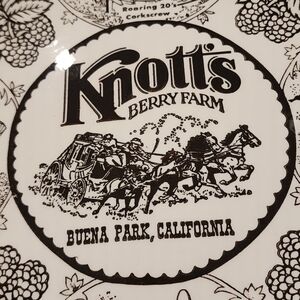 Roaring 20's
Corkscrew
Knott's
BERRY FARM
BUENA PARK, CALIFORNIA